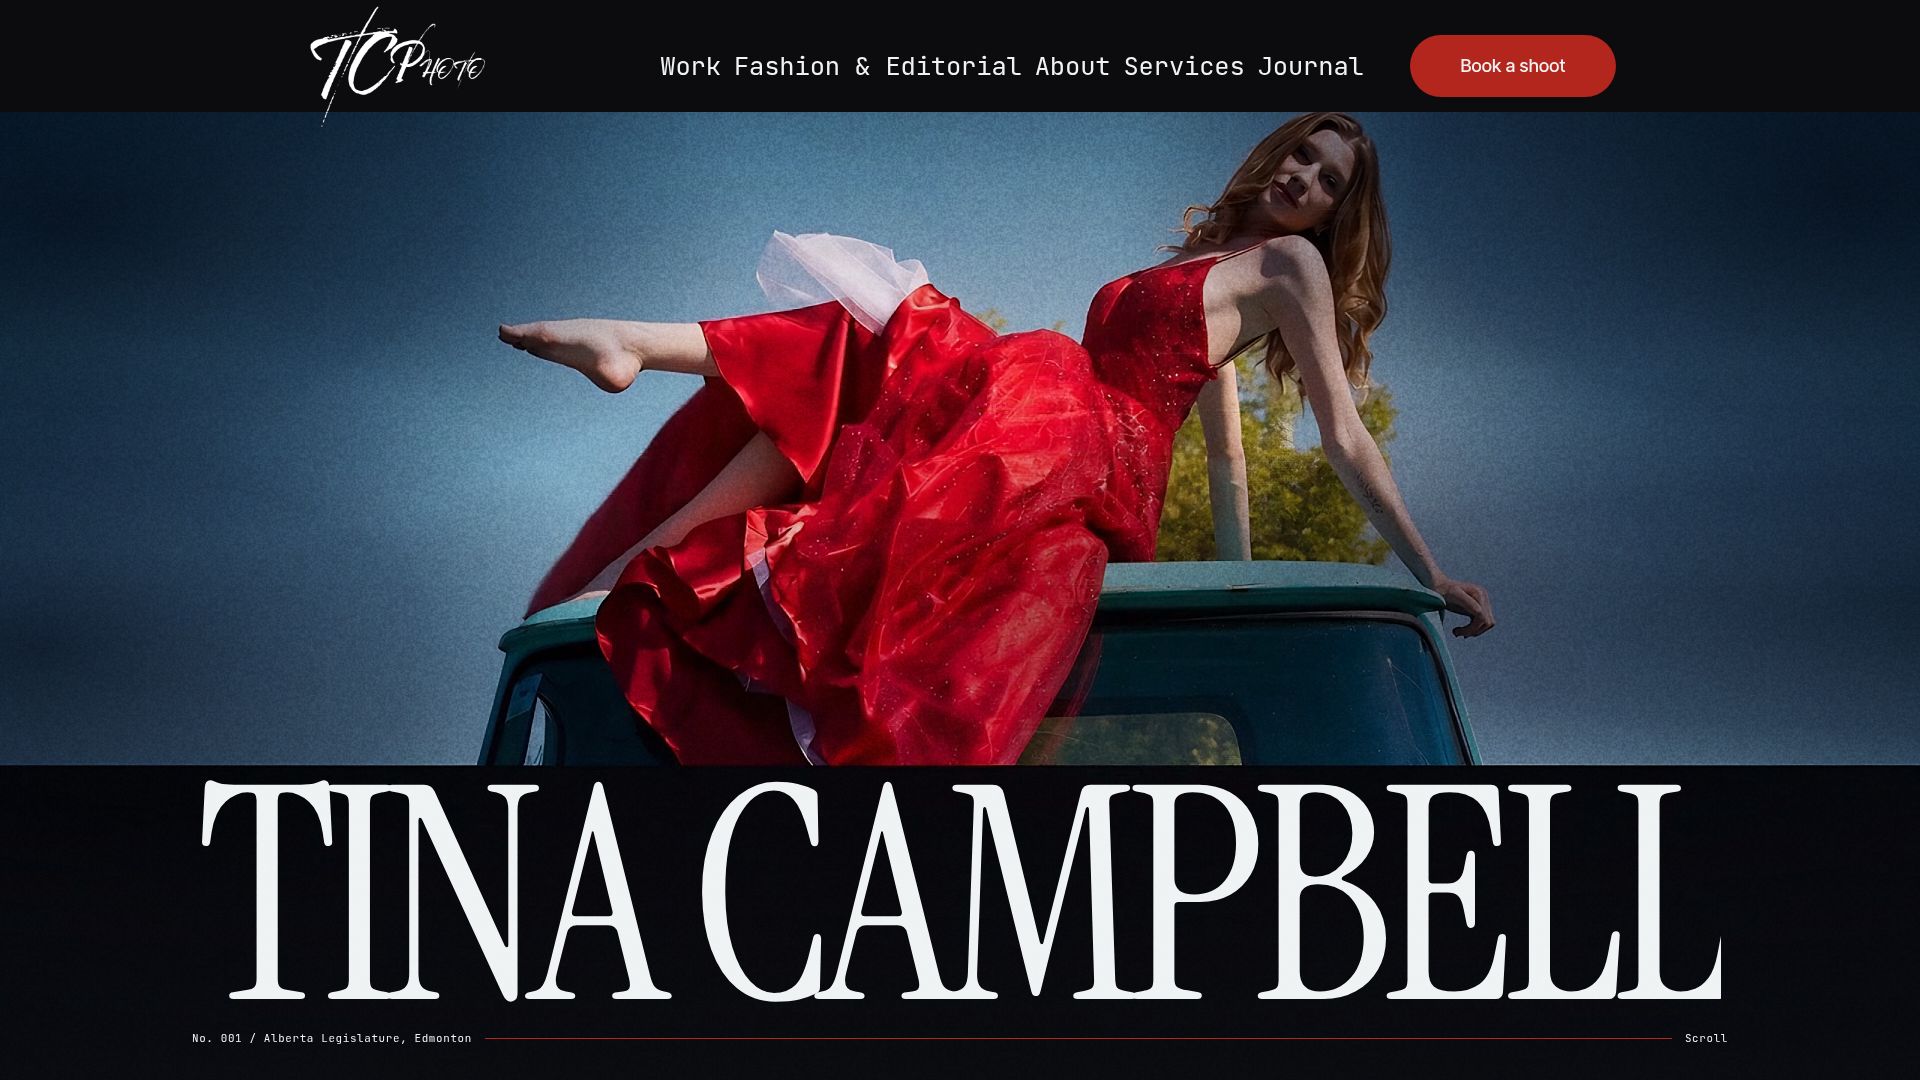 TCPHOTO
Work Fashion & Editorial About Services Journal
Book a shoot
TINA CAMPBELL
No. 001 / Alberta Legislature, Edmonton
Scroll